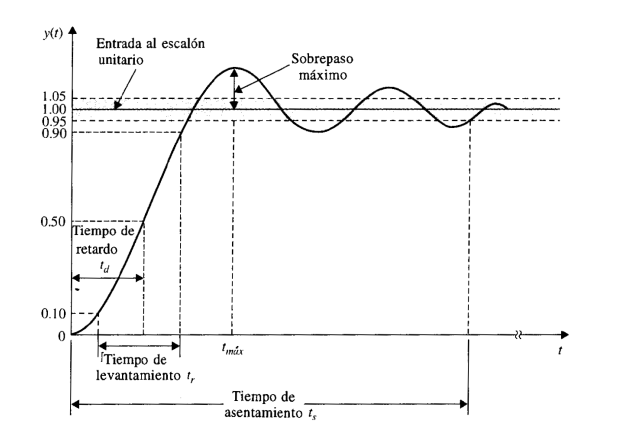 y(t)
Entrada al escalón
unitario
Sobrepaso
máximo
1.05
1.00
0.95
0.90
0.50
Tiempo de
retardo
t_d
0.10
0
Tiempo de
levantamiento t_r
t_máx
t
Tiempo de
asentamiento t_s